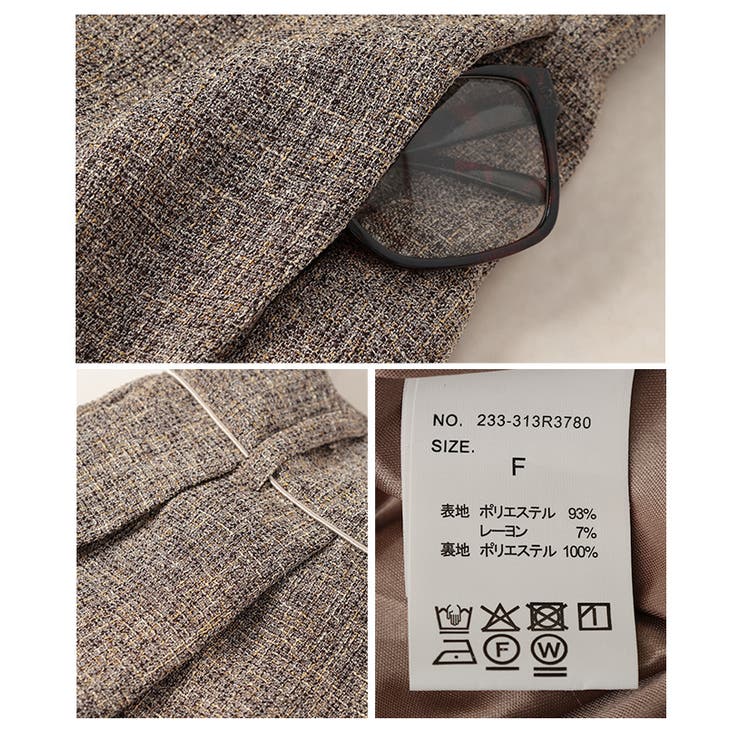 NO. 233-313R3780
SIZE.
F
表地 ポリエステル 93%
レーヨン 7%
裏地 ポリエステル 100%
F W